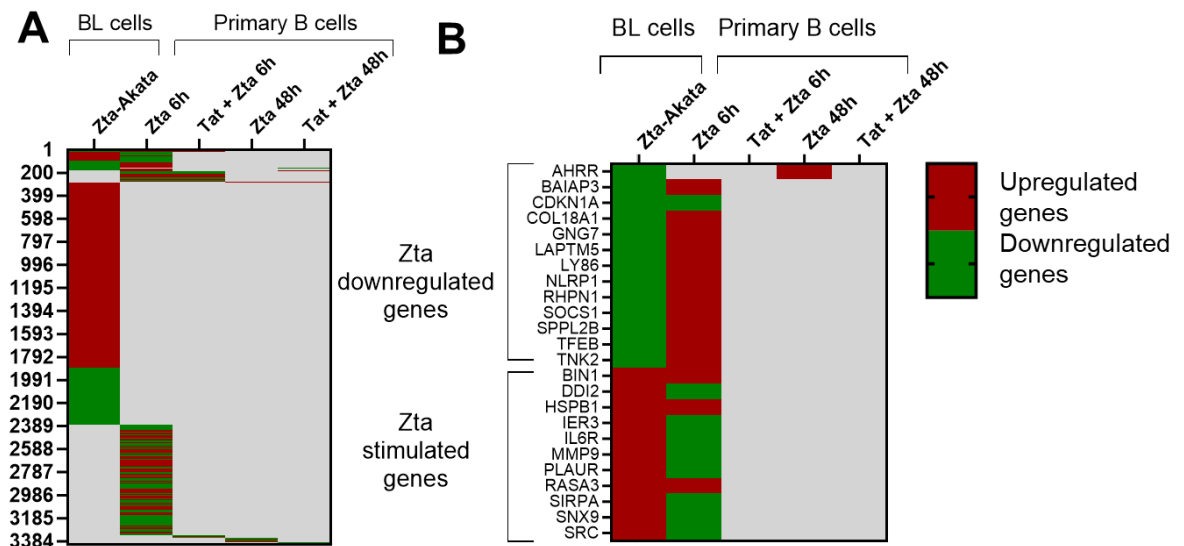 A
BL cells
Primary B cells
Zta-Akata
Zta 6h
Tat + Zta 6h
Zta 48h
Tat + Zta 48h
1
200
399
598
797
996
1195
1394
1593
1792
1991
2190
2389
2588
2787
2986
3185
3384
B
BL cells
Primary B cells
Zta-Akata
Zta 6h
Tat + Zta 6h
Zta 48h
Tat + Zta 48h
Zta
downregulated
genes
Zta
stimulated
genes
AHRR
BAIAP3
CDKN1A
COL18A1
GNG7
LAPTM5
LY86
NLRP1
RHPN1
SOCS1
SPPL2B
TFEB
TNK2
BIN1
DDI2
HSPB1
IER3
IL6R
MMP9
PLAUR
RASA3
SIRPA
SNX9
SRC
Upregulated
genes
Downregulated
genes